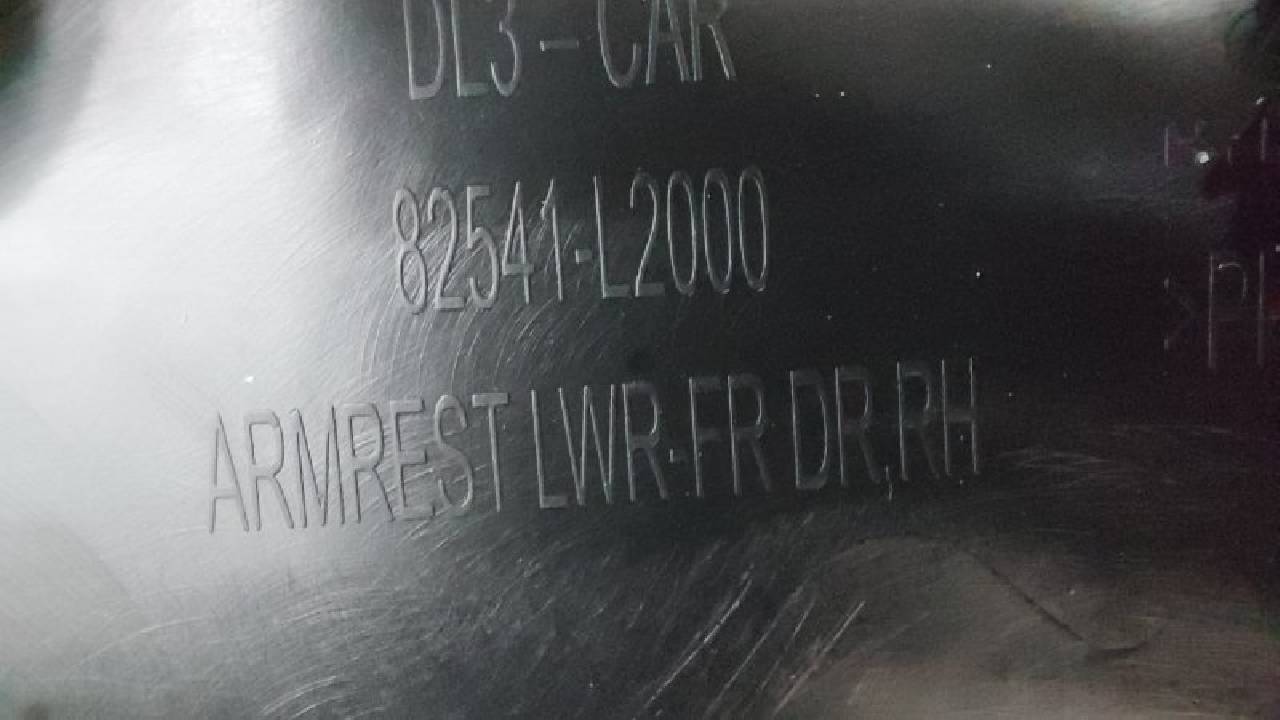 DL3-CAR
82541-L2000
ARMREST LWR-FR DR,RH